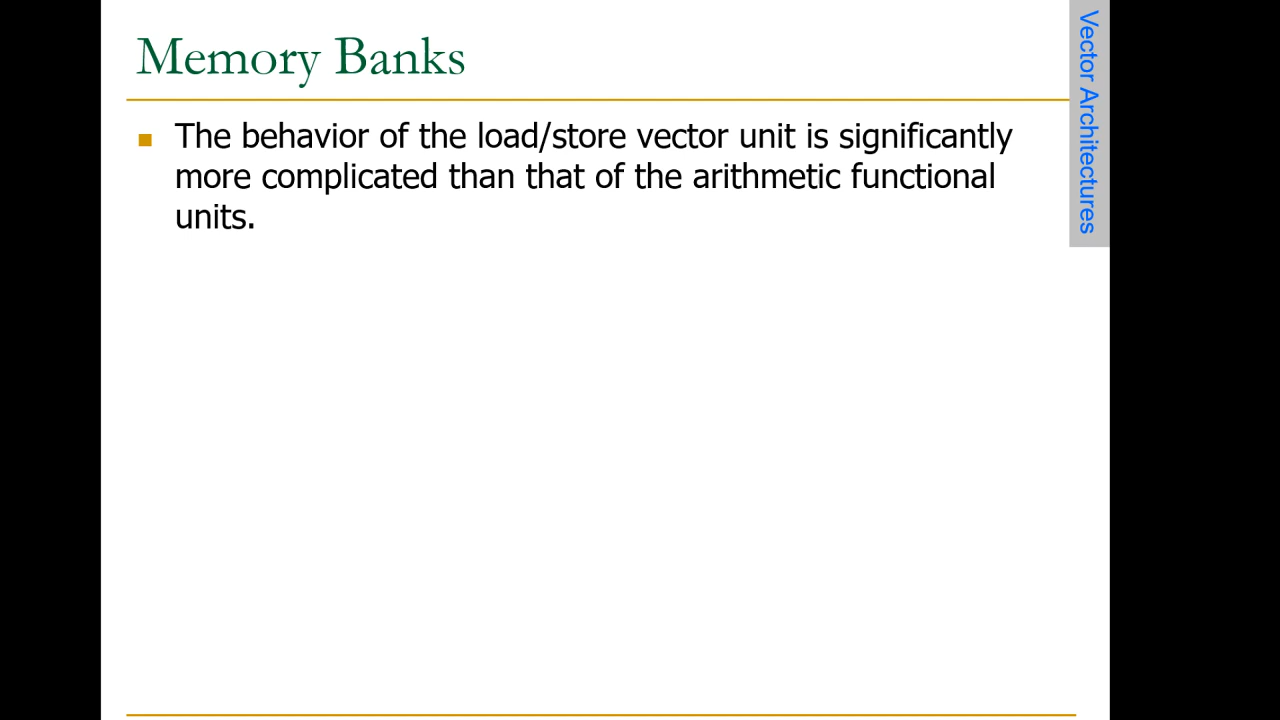 Memory Banks
The behavior of the load/store vector unit is significantly
more complicated than that of the arithmetic functional
units.
Vector Architectures